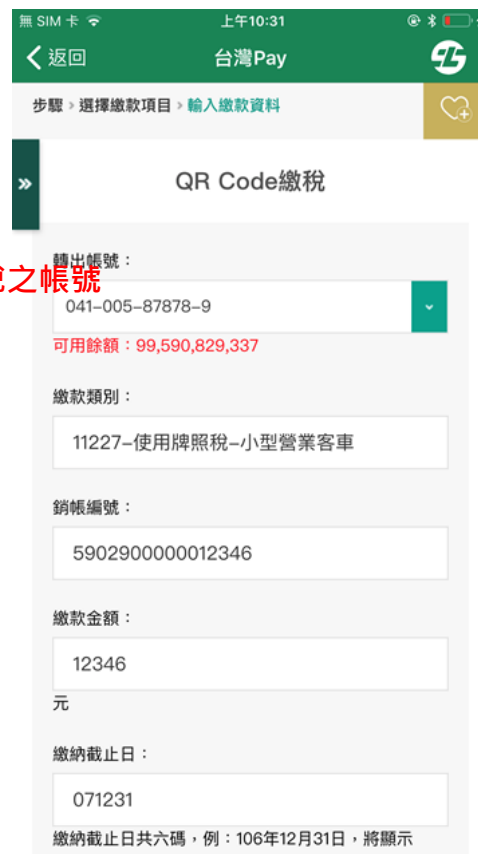 無 SIM 卡 上午10:31
返回 台灣Pay
步驟 > 選擇繳款項目 > 輸入繳款資料
QR Code繳稅
轉出帳號：
之帳號
041-005-87878-9
可用餘額：99,590,829,337
繳款類別：
11227-使用牌照稅-小型營業客車
銷帳編號：
5902900000012346
繳款金額：
12346
元
繳納截止日：
071231
繳納截止日共六碼，例：106年12月31日，將顯示